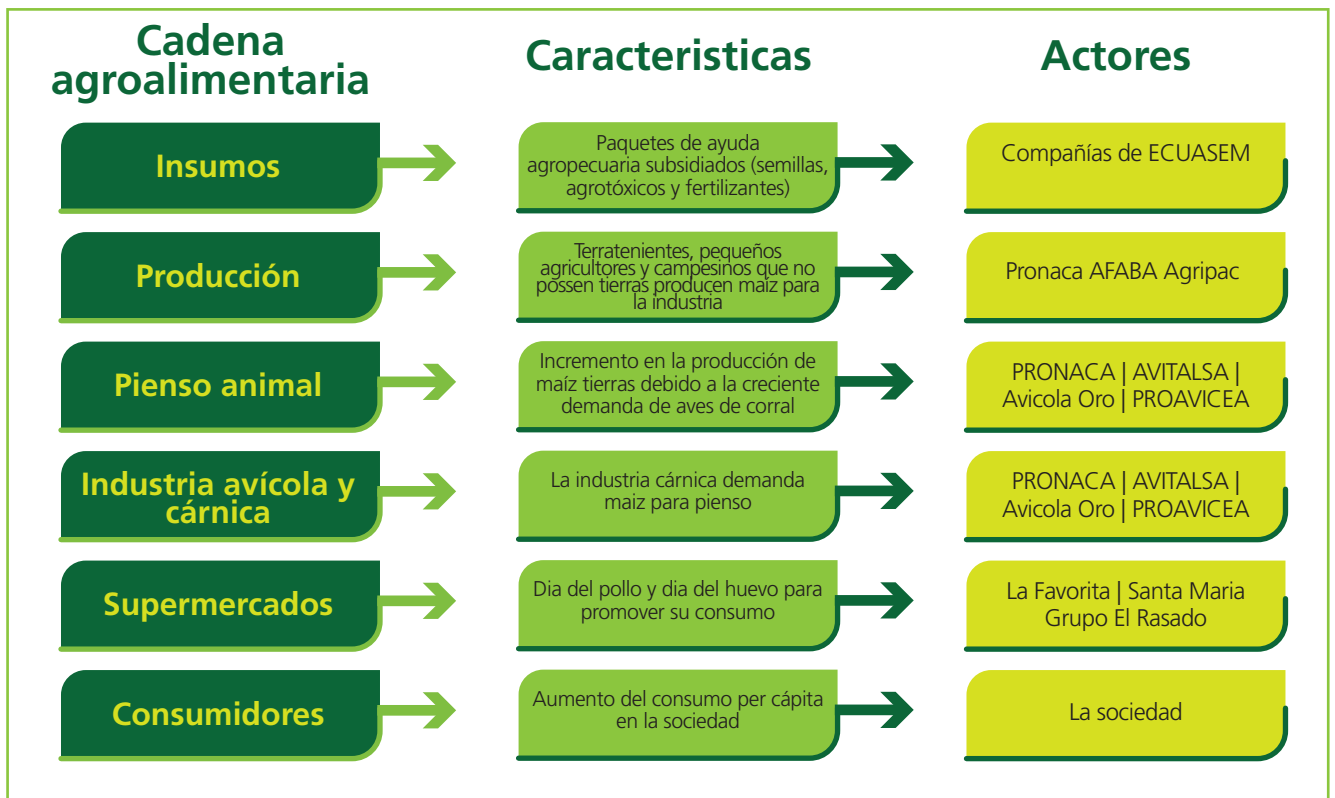 Cadena
agroalimentaria
Caracteristicas
Actores
Insumos
Paquetes de ayuda
agropecuaria subsidiados (semillas,
agrotóxicos y fertilizantes)
Compañías de ECUASEM
Producción
Terratenientes, pequeños
agricultores y campesinos que no
possen tierras producen maíz para
la industria
Pronaca AFABA Agripac
Pienso animal
Incremento en la producción de
maíz tierras debido a la creciente
demanda de aves de corral
PRONACA | AVITALSA |
Avicola Oro | PROAVICEA
Industria avícola y
cárnica
La industria cárnica demanda
maiz para pienso
PRONACA | AVITALSA |
Avicola Oro | PROAVICEA
Supermercados
Dia del pollo y dia del huevo para
promover su consumo
La Favorita | Santa Maria
Grupo El Rasado
Consumidores
Aumento del consumo per cápita
en la sociedad
La sociedad